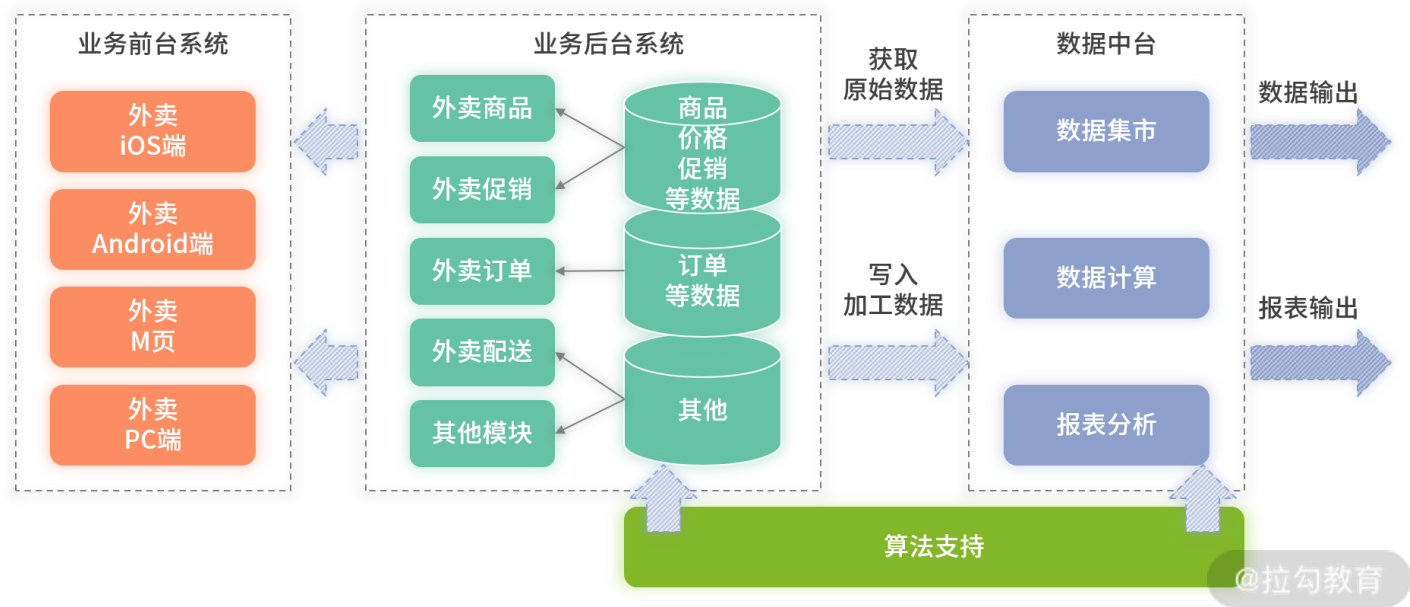 业务前台系统
外卖
iOS端
外卖
Android端
外卖
M页
外卖
PC端
业务后台系统
外卖商品
外卖促销
外卖订单
外卖配送
其他模块
商品
价格
促销
等数据
订单
等数据
其他
获取
原始数据
写入
加工数据
数据中台
数据集市
数据计算
报表分析
数据输出
报表输出
算法支持
@拉勾教育